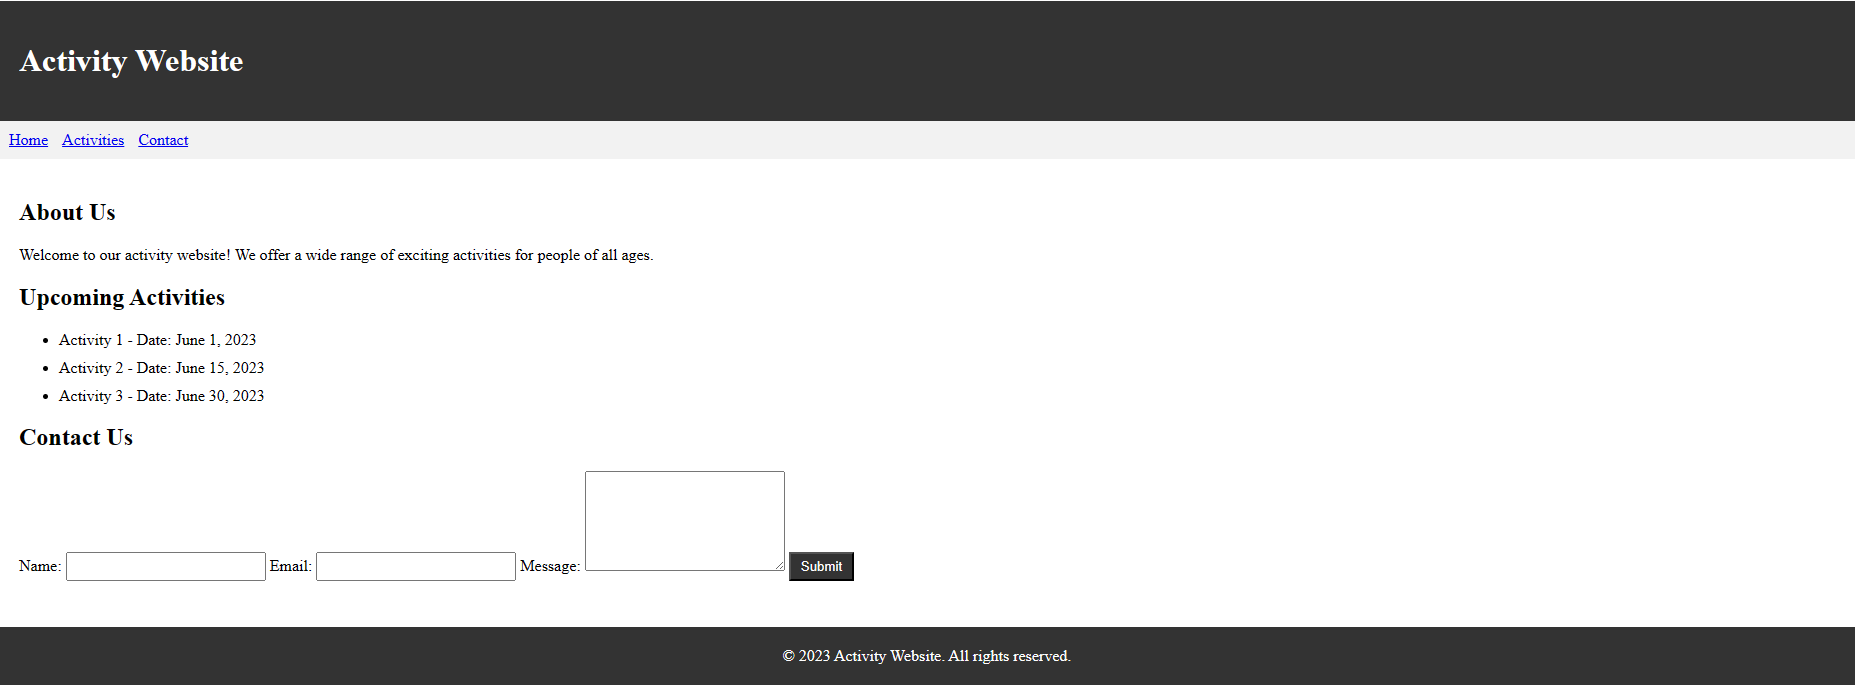 Activity Website
Home Activities Contact
About Us
Welcome to our activity website! We offer a wide range of exciting activities for people of all ages.
Upcoming Activities
• Activity 1 - Date: June 1, 2023
• Activity 2 - Date: June 15, 2023
• Activity 3 - Date: June 30, 2023
Contact Us
Name: Email: Message: Submit
© 2023 Activity Website. All rights reserved.